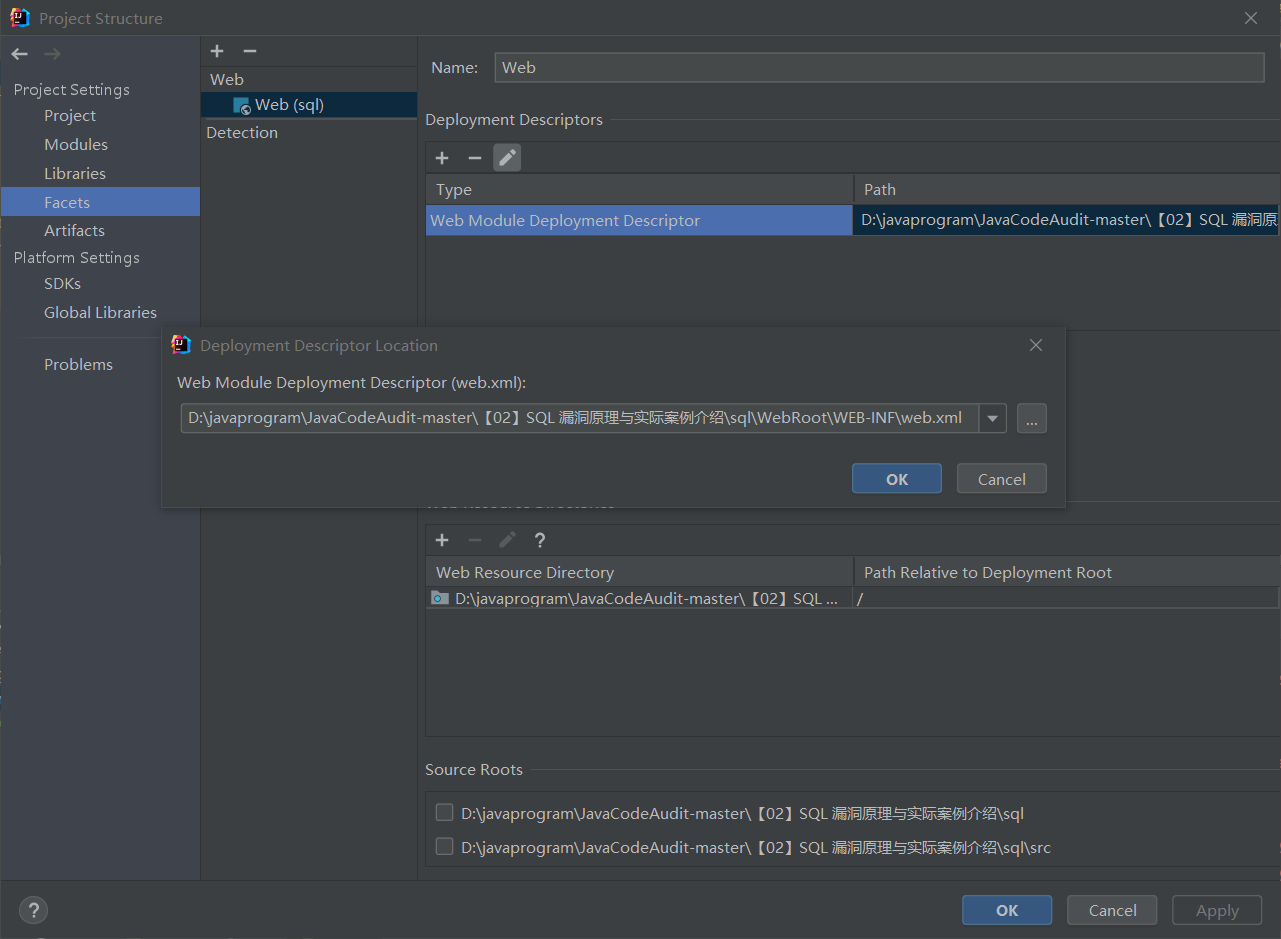 Project Structure
Project Settings
Project
Modules
Libraries
Facets
Artifacts
Platform Settings
SDKs
Global Libraries
Problems
Web
Web (sql)
Detection
Name: Web
Deployment Descriptors
Type Path
Web Module Deployment Descriptor D:\javaprogram\JavaCodeAudit-master\【02】SQL 漏洞原
Deployment Descriptor Location
Web Module Deployment Descriptor (web.xml):
D:\javaprogram\JavaCodeAudit-master\【02】SQL 漏洞原理与实际案例介绍\sql\WebRoot\WEB-INF\web.xml
...
OK Cancel
Web Resource Directory Path Relative to Deployment Root
D:\javaprogram\JavaCodeAudit-master\【02】SQL ... /
Source Roots
D:\javaprogram\JavaCodeAudit-master\【02】SQL 漏洞原理与实际案例介绍\sql
D:\javaprogram\JavaCodeAudit-master\【02】SQL 漏洞原理与实际案例介绍\sql\src
? OK Cancel Apply